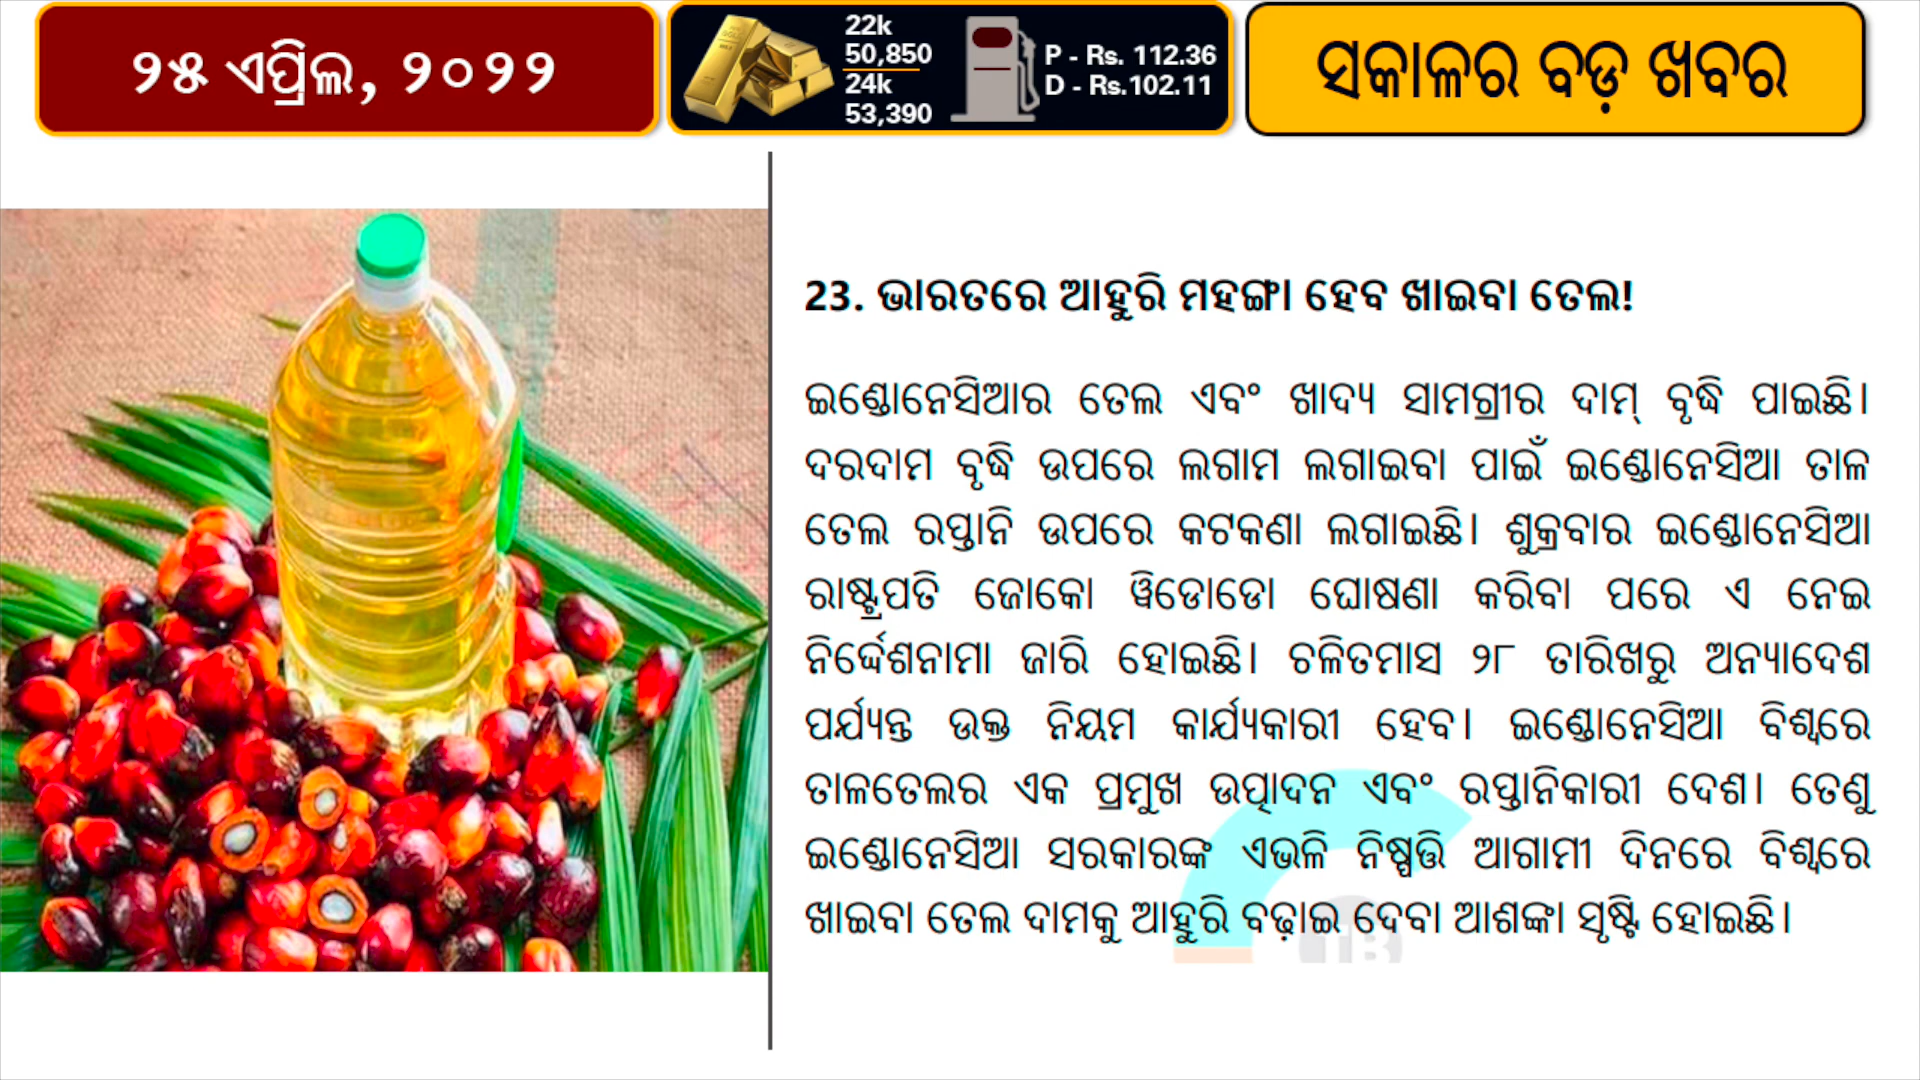 ୨୫ ଏପ୍ରିଲ, ୨୦୨୨
22k
50,850
24k
53,390
P - Rs. 112.36
D - Rs.102.11
ସକାଳର ବଡ଼ ଖବର
23. ଭାରତରେ ଆହୁରି ମହଙ୍ଗା ହେବ ଖାଇବା ତେଲ!
ଇଣ୍ଡୋନେସିଆର ତେଲ ଏବଂ ଖାଦ୍ୟ ସାମଗ୍ରୀର ଦାମ୍ ବୃଦ୍ଧି ପାଇଛି।
ଦରଦାମ ବୃଦ୍ଧି ଉପରେ ଲଗାମ ଲଗାଇବା ପାଇଁ ଇଣ୍ଡୋନେସିଆ ତାଳ
ତେଲ ରପ୍ତାନି ଉପରେ କଟକଣା ଲଗାଇଛି। ଶୁକ୍ରବାର ଇଣ୍ଡୋନେସିଆ
ରାଷ୍ଟ୍ରପତି ଜୋକୋ ୱିଡୋଡୋ ଘୋଷଣା କରିବା ପରେ ଏ ନେଇ
ନିର୍ଦ୍ଦେଶନାମା ଜାରି ହୋଇଛି। ଚଳିତମାସ ୨୮ ତାରିଖରୁ ଅନ୍ୟାଦେଶ
ପର୍ଯ୍ୟନ୍ତ ଉକ୍ତ ନିୟମ କାର୍ଯ୍ୟକାରୀ ହେବ। ଇଣ୍ଡୋନେସିଆ ବିଶ୍ୱରେ
ତାଳତେଲର ଏକ ପ୍ରମୁଖ ଉତ୍ପାଦନ ଏବଂ ରପ୍ତାନିକାରୀ ଦେଶ। ତେଣୁ
ଇଣ୍ଡୋନେସିଆ ସରକାରଙ୍କ ଏଭଳି ନିଷ୍ପତ୍ତି ଆଗାମୀ ଦିନରେ ବିଶ୍ୱରେ
ଖାଇବା ତେଲ ଦାମକୁ ଆହୁରି ବଢ଼ାଇ ଦେବା ଆଶଙ୍କା ସୃଷ୍ଟି ହୋଇଛି।